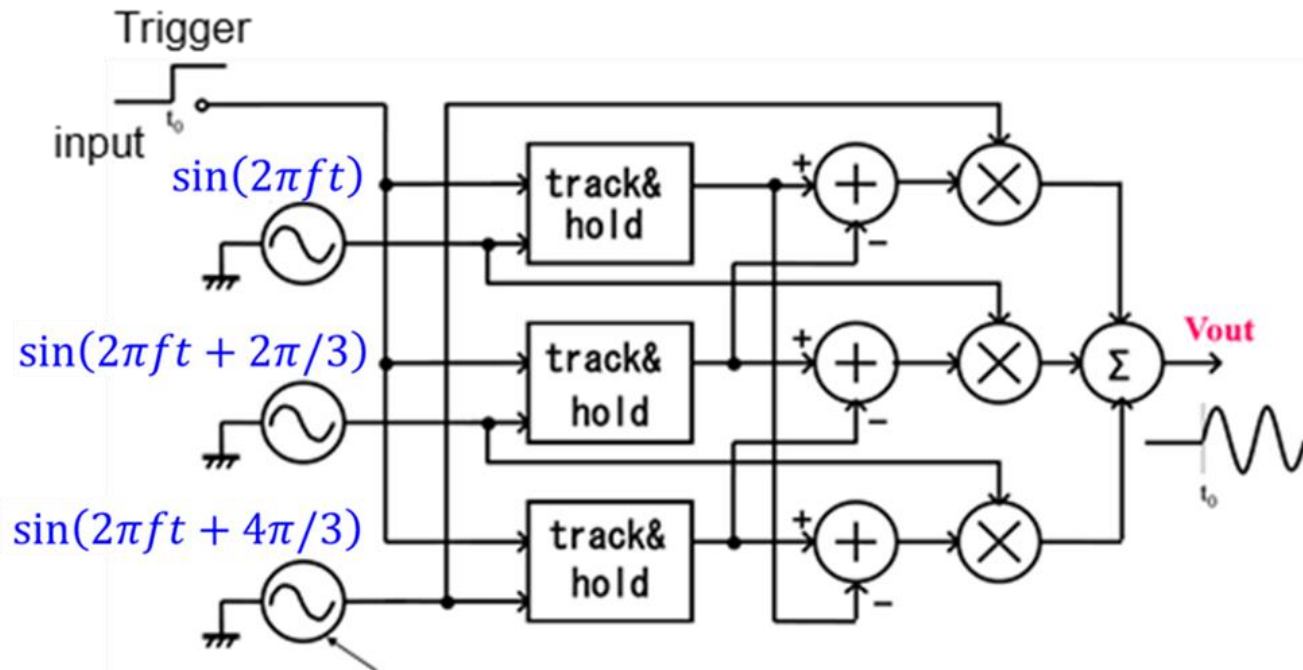 Trigger
t₀
input
sin(2πft)
track&
hold
+
+
−
×
sin(2πft + 2π/3)
track&
hold
+
+
−
×
Σ
Vout
t₀
sin(2πft + 4π/3)
track&
hold
+
+
−
×